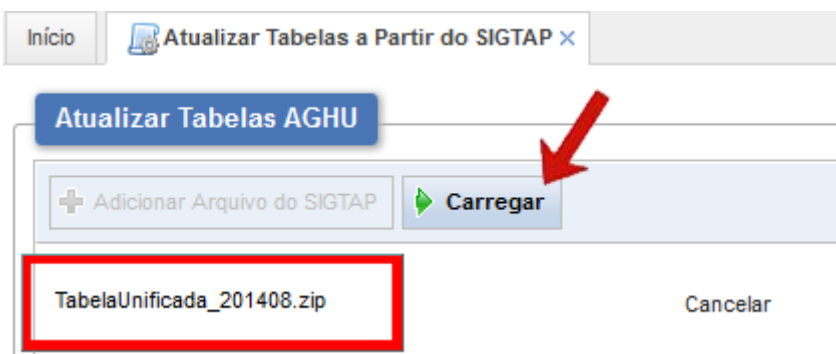 Início
Atualizar Tabelas a Partir do SIGTAP
Atualizar Tabelas AGHU
Adicionar Arquivo do SIGTAP
Carregar
TabelaUnificada_201408.zip
Cancelar